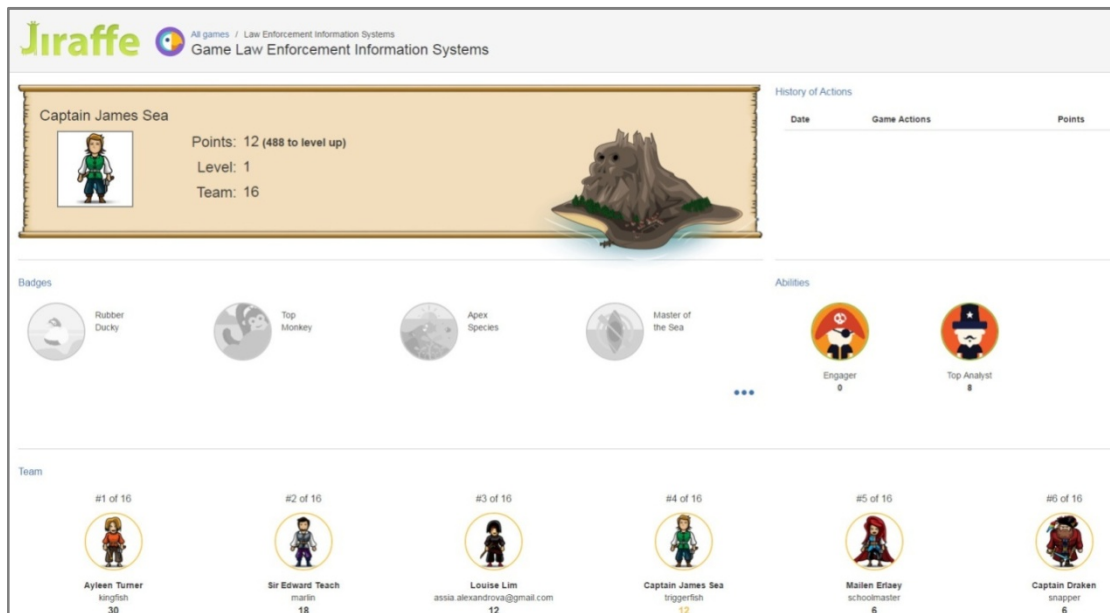 Jiraffe
All games / Law Enforcement Information Systems
Game Law Enforcement Information Systems
Captain James Sea
Points: 12 (488 to level up)
Level: 1
Team: 16
History of Actions
Date Game Actions Points
Badges
Rubber
Ducky
Top
Monkey
Apex
Species
Master of
the Sea
Abilities
Engager
0
Top Analyst
8
Team
#1 of 16 #2 of 16 #3 of 16 #4 of 16 #5 of 16 #6 of 16
Ayleen Turner Sir Edward Teach Louise Lim Captain James Sea Mailen Erlaey Captain Draken
kingfish marlin assia.alexandrova@gmail.com triggerfish schoolmaster snapper
30 18 12 12 6 6